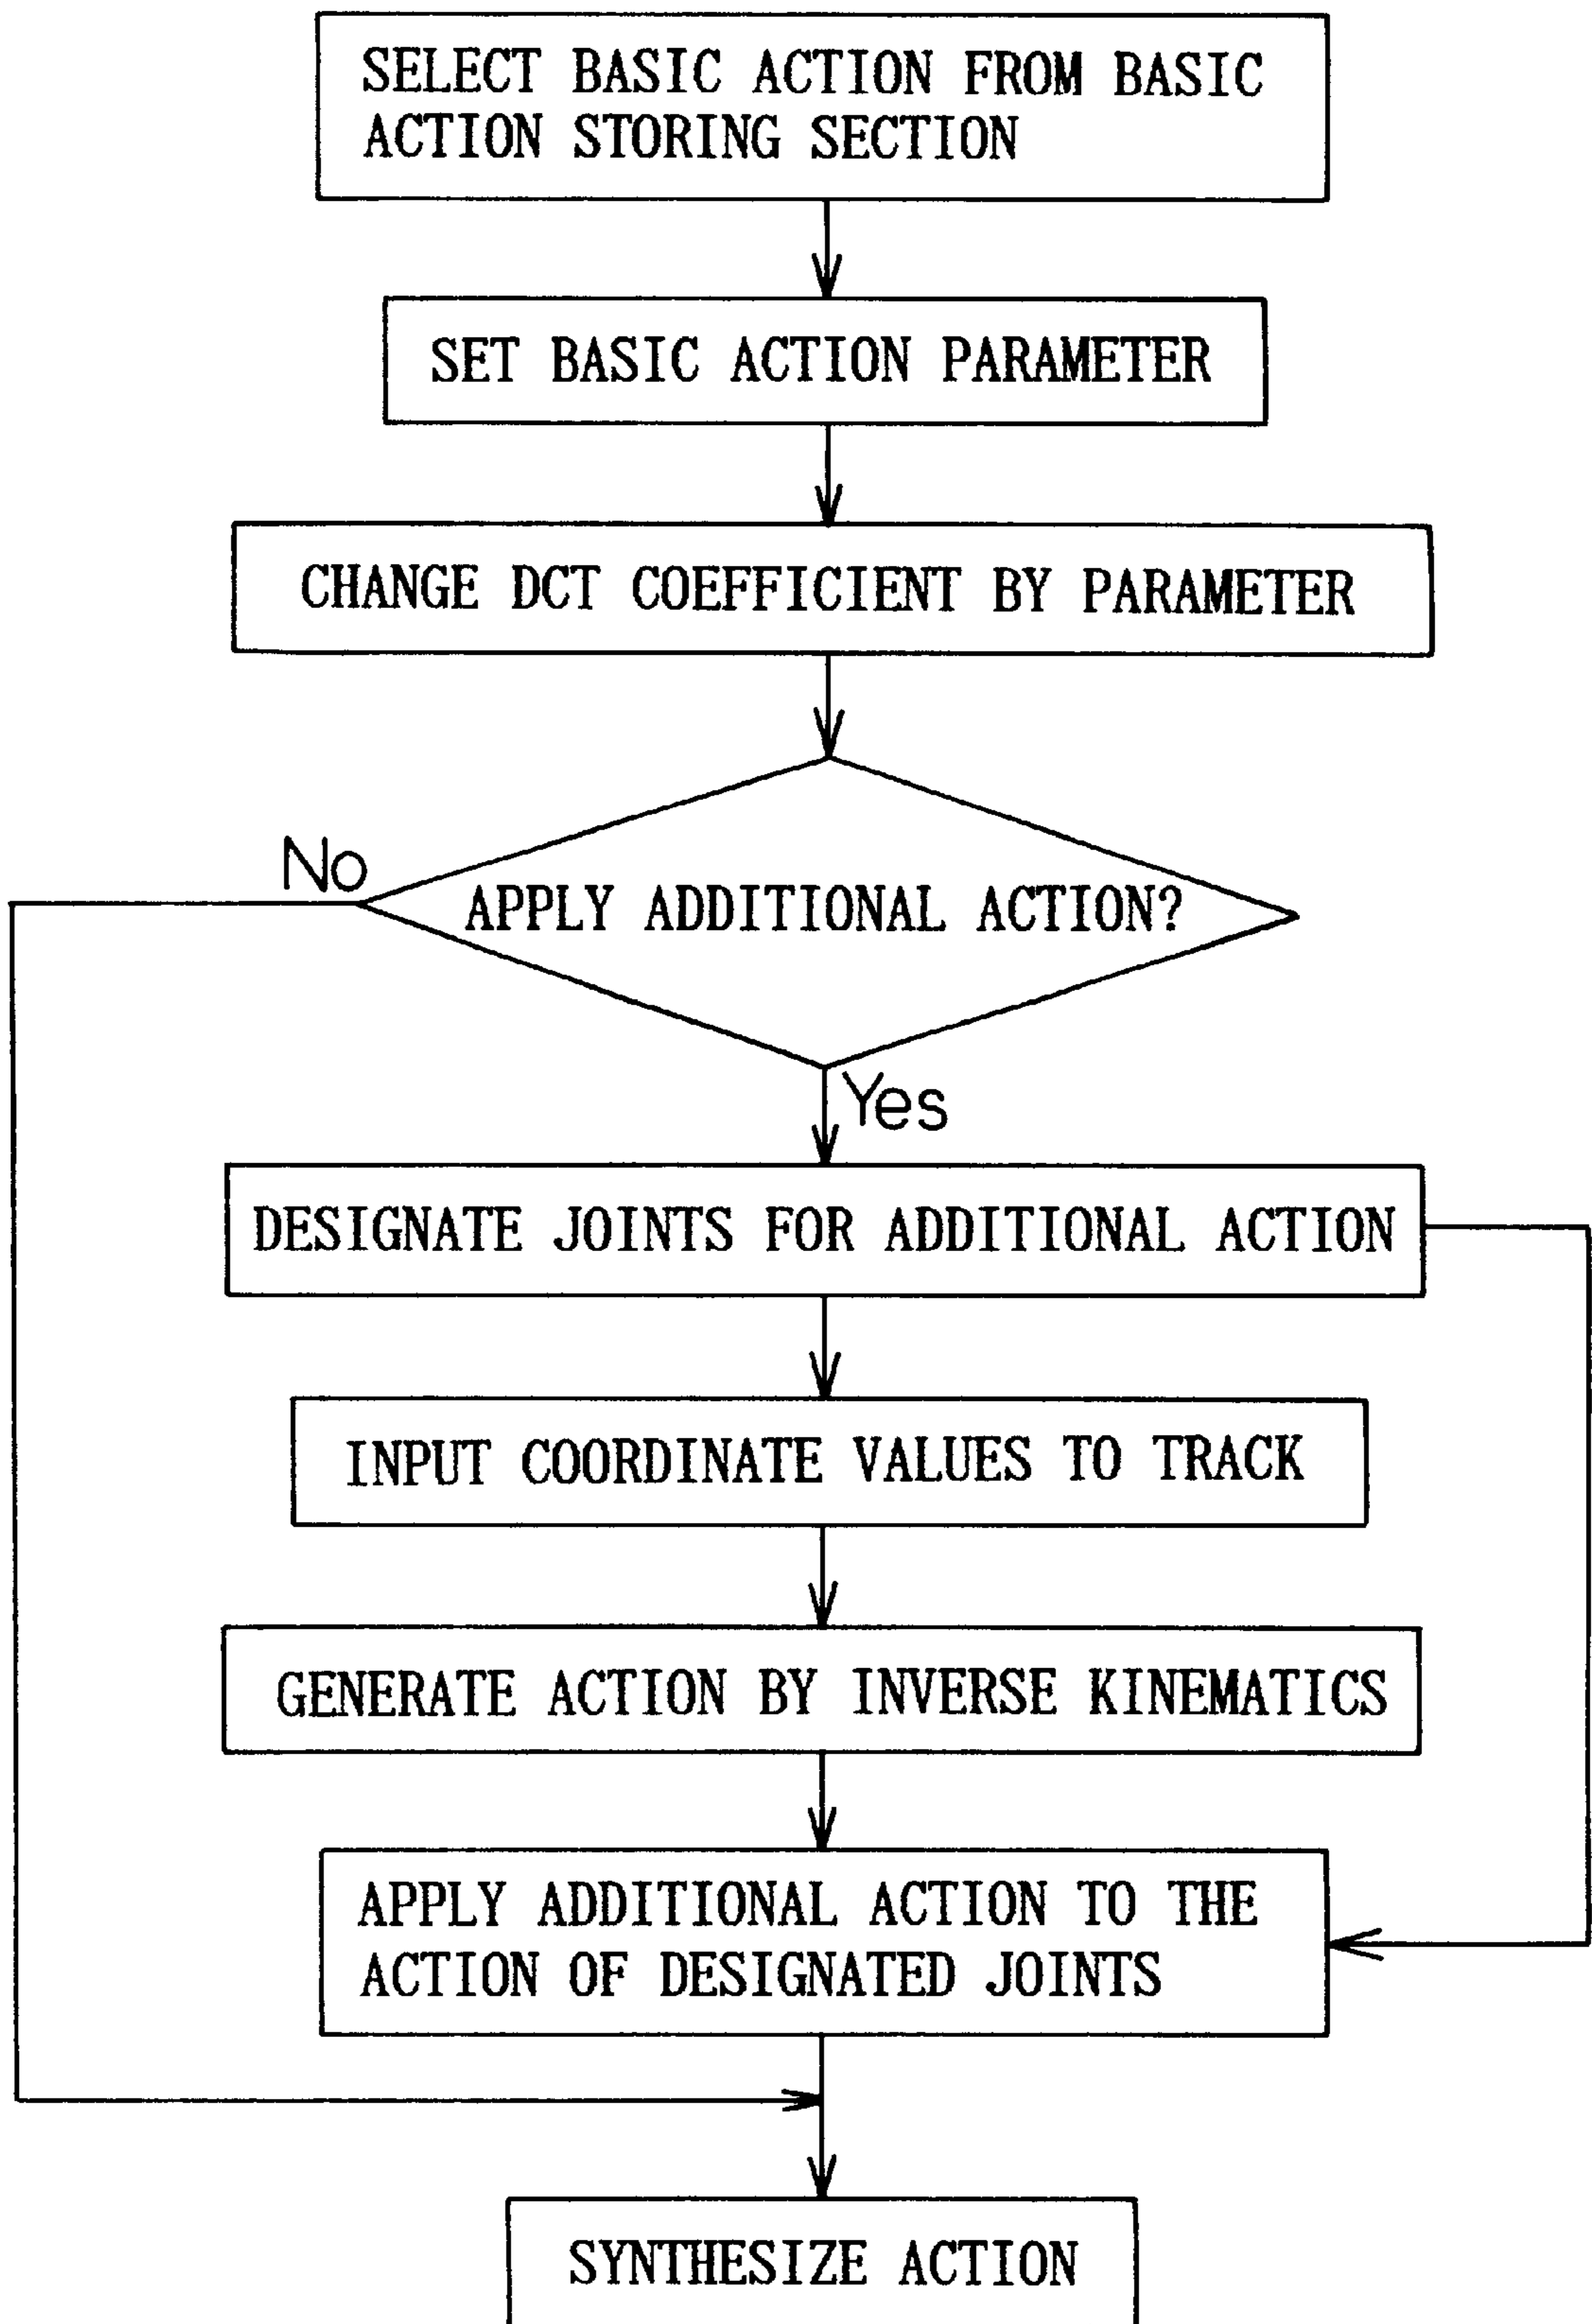 SELECT BASIC ACTION FROM BASIC
ACTION STORING SECTION
SET BASIC ACTION PARAMETER
CHANGE DCT COEFFICIENT BY PARAMETER
No
APPLY ADDITIONAL ACTION?
Yes
DESIGNATE JOINTS FOR ADDITIONAL ACTION
INPUT COORDINATE VALUES TO TRACK
GENERATE ACTION BY INVERSE KINEMATICS
APPLY ADDITIONAL ACTION TO THE
ACTION OF DESIGNATED JOINTS
SYNTHESIZE ACTION